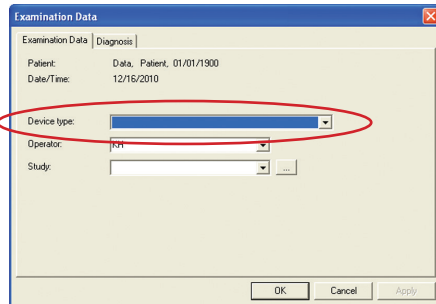 Examination Data
Examination Data Diagnosis
Patient: Data, Patient, 01/01/1900
Date/Time: 12/16/2010
Device type:
Operator: KH
Study: ...
OK Cancel Apply